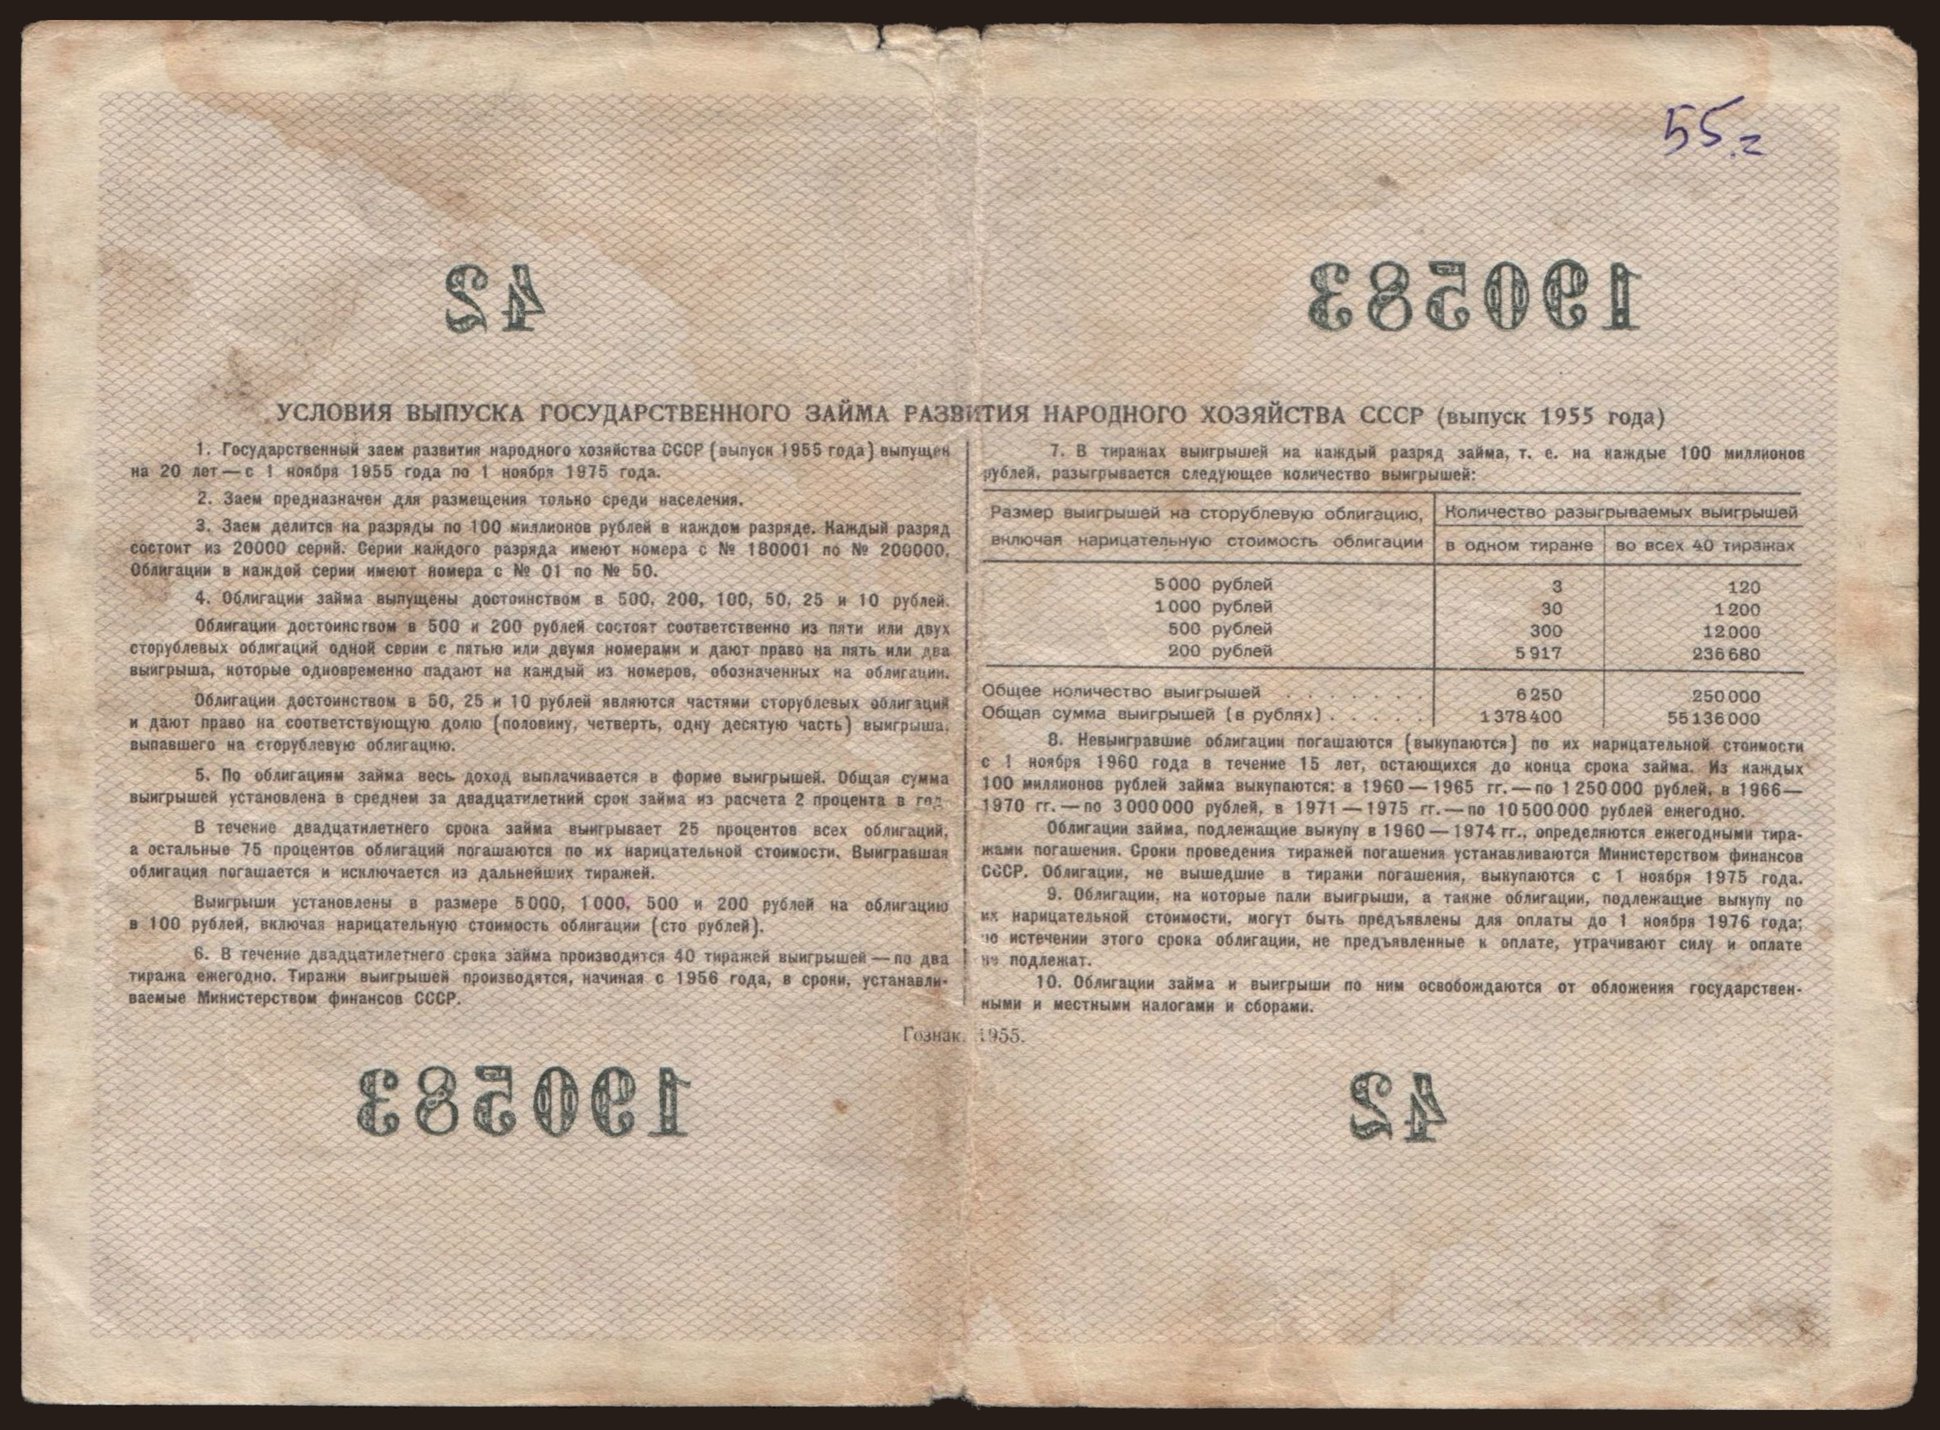 55.г
42
190583
УСЛОВИЯ ВЫПУСКА ГОСУДАРСТВЕННОГО ЗАЙМА РАЗВИТИЯ НАРОДНОГО ХОЗЯЙСТВА СССР (выпуск 1955 года)
1. Государственный заем развития народного хозяйства СССР (выпуск 1955 года) выпущен
на 20 лет — с 1 ноября 1955 года по 1 ноября 1975 года.
2. Заем предназначен для размещения только среди населения.
3. Заем делится на разряды по 100 миллионов рублей в каждом разряде. Каждый разряд
состоит из 20000 серий. Серии каждого разряда имеют номера с № 180001 по № 200000.
Облигации в каждой серии имеют номера с № 01 по № 50.
4. Облигации займа выпущены достоинством в 500, 200, 100, 50, 25 и 10 рублей.
Облигации достоинством в 500 и 200 рублей состоят соответственно из пяти или двух
сторублевых облигаций одной серии с пятью или двумя номерами и дают право на пять или два
выигрыша, которые одновременно падают на каждый из номеров, обозначенных на облигации.
Облигации достоинством в 50, 25 и 10 рублей являются частями сторублевых облигаций
и дают право на соответствующую долю (половину, четверть, одну десятую часть) выигрыша,
выпавшего на сторублевую облигацию.
5. По облигациям займа весь доход выплачивается в форме выигрышей. Общая сумма
выигрышей установлена в среднем за двадцатилетний срок займа из расчета 2 процента в год.
В течение двадцатилетнего срока займа выигрывает 25 процентов всех облигаций,
а остальные 75 процентов облигаций погашаются по их нарицательной стоимости. Выигравшая
облигация погашается и исключается из дальнейших тиражей.
Выигрыши установлены в размере 5000, 1000, 500 и 200 рублей на облигацию
в 100 рублей, включая нарицательную стоимость облигации (сто рублей).
6. В течение двадцатилетнего срока займа производится 40 тиражей выигрышей — по два
тиража ежегодно. Тиражи выигрышей производятся, начиная с 1956 года, в сроки, устанавли-
ваемые Министерством финансов СССР.
7. В тиражах выигрышей на каждый разряд займа, т. е. на каждые 100 миллионов
рублей, разыгрывается следующее количество выигрышей:
Размер выигрышей на сторублевую облигацию, Количество разыгрываемых выигрышей
включая нарицательную стоимость облигации в одном тираже во всех 40 тиражах
5000 рублей 3 120
1000 рублей 30 1200
500 рублей 300 12000
200 рублей 5917 236680
Общее количество выигрышей . . . . . . . 6250 250000
Общая сумма выигрышей (в рублях) . . . . . 1378400 55136000
8. Невыигравшие облигации погашаются (выкупаются) по их нарицательной стоимости
с 1 ноября 1960 года в течение 15 лет, остающихся до конца срока займа. Из каждых
100 миллионов рублей займа выкупаются: в 1960 — 1965 гг. — по 1250000 рублей, в 1966 —
1970 гг. — по 3000000 рублей, в 1971 — 1975 гг. — по 10500000 рублей ежегодно.
Облигации займа, подлежащие выкупу в 1960 — 1974 гг., определяются ежегодными тира-
жами погашения. Сроки проведения тиражей погашения устанавливаются Министерством финансов
СССР. Облигации, не вышедшие в тиражи погашения, выкупаются с 1 ноября 1975 года.
9. Облигации, на которые пали выигрыши, а также облигации, подлежащие выкупу по
их нарицательной стоимости, могут быть предъявлены для оплаты до 1 ноября 1976 года;
по истечении этого срока облигации, не предъявленные к оплате, утрачивают силу и оплате
не подлежат.
10. Облигации займа и выигрыши по ним освобождаются от обложения государствен-
ными и местными налогами и сборами.
Гознак. 1955.
190583
42